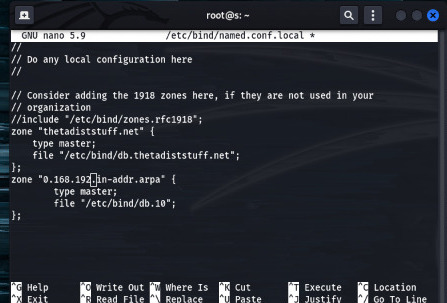 root@s: ~
GNU nano 5.9 /etc/bind/named.conf.local *
//
// Do any local configuration here
//
// Consider adding the 1918 zones here, if they are not used in your
// organization
//include "/etc/bind/zones.rfc1918";
zone "thetadiststuff.net" {
type master;
file "/etc/bind/db.thetadiststuff.net";
};
zone "0.168.192.in-addr.arpa" {
type master;
file "/etc/bind/db.10";
};
^G Help ^O Write Out ^W Where Is ^K Cut ^T Execute ^C Location
^X Exit ^R Read File ^\ Replace ^U Paste ^J Justify ^/ Go To Line